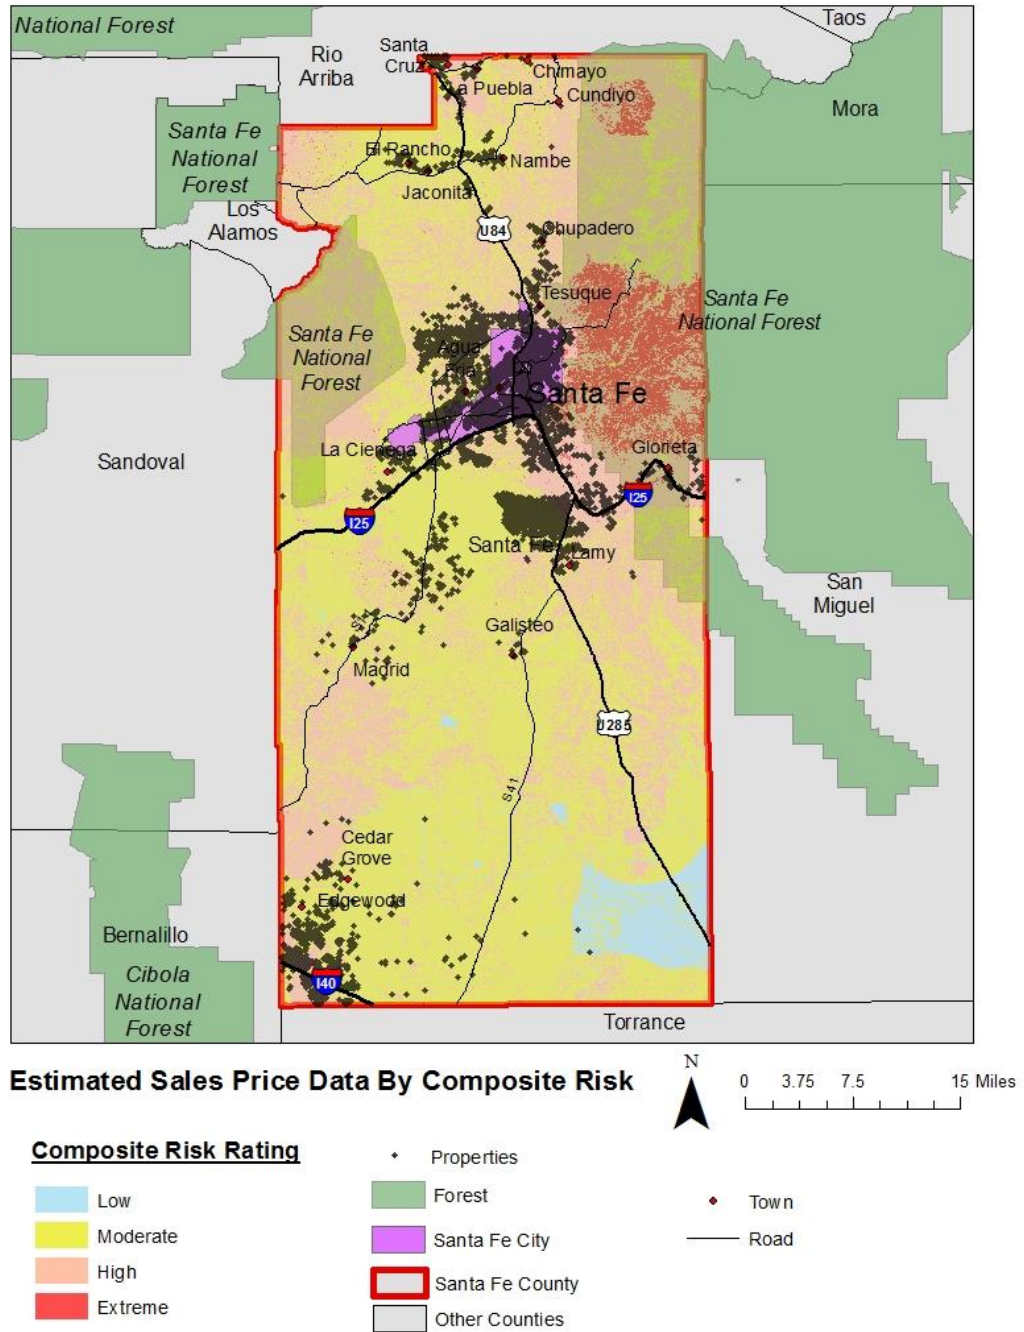 National Forest
Taos
Rio
Arriba
Santa
Cruz
Chimayo
La Puebla
Cundiyo
Mora
Santa Fe
National
Forest
El Rancho
Nambe
Jaconita
Los
Alamos
U84
Chupadero
Tesuque
Santa Fe
National Forest
Santa Fe
National
Forest
Agua
Fria
Santa Fe
La Cienega
Glorieta
Sandoval
I25
I25
Santa Fe
Lamy
San
Miguel
Galisteo
Madrid
U285
S41
Cedar
Grove
Edgewood
Bernalillo
Cibola
National
Forest
I40
Torrance
Estimated Sales Price Data By Composite Risk
N
0 3.75 7.5 15 Miles
Composite Risk Rating
Low
Moderate
High
Extreme
Properties
Forest
Santa Fe City
Santa Fe County
Other Counties
Town
Road